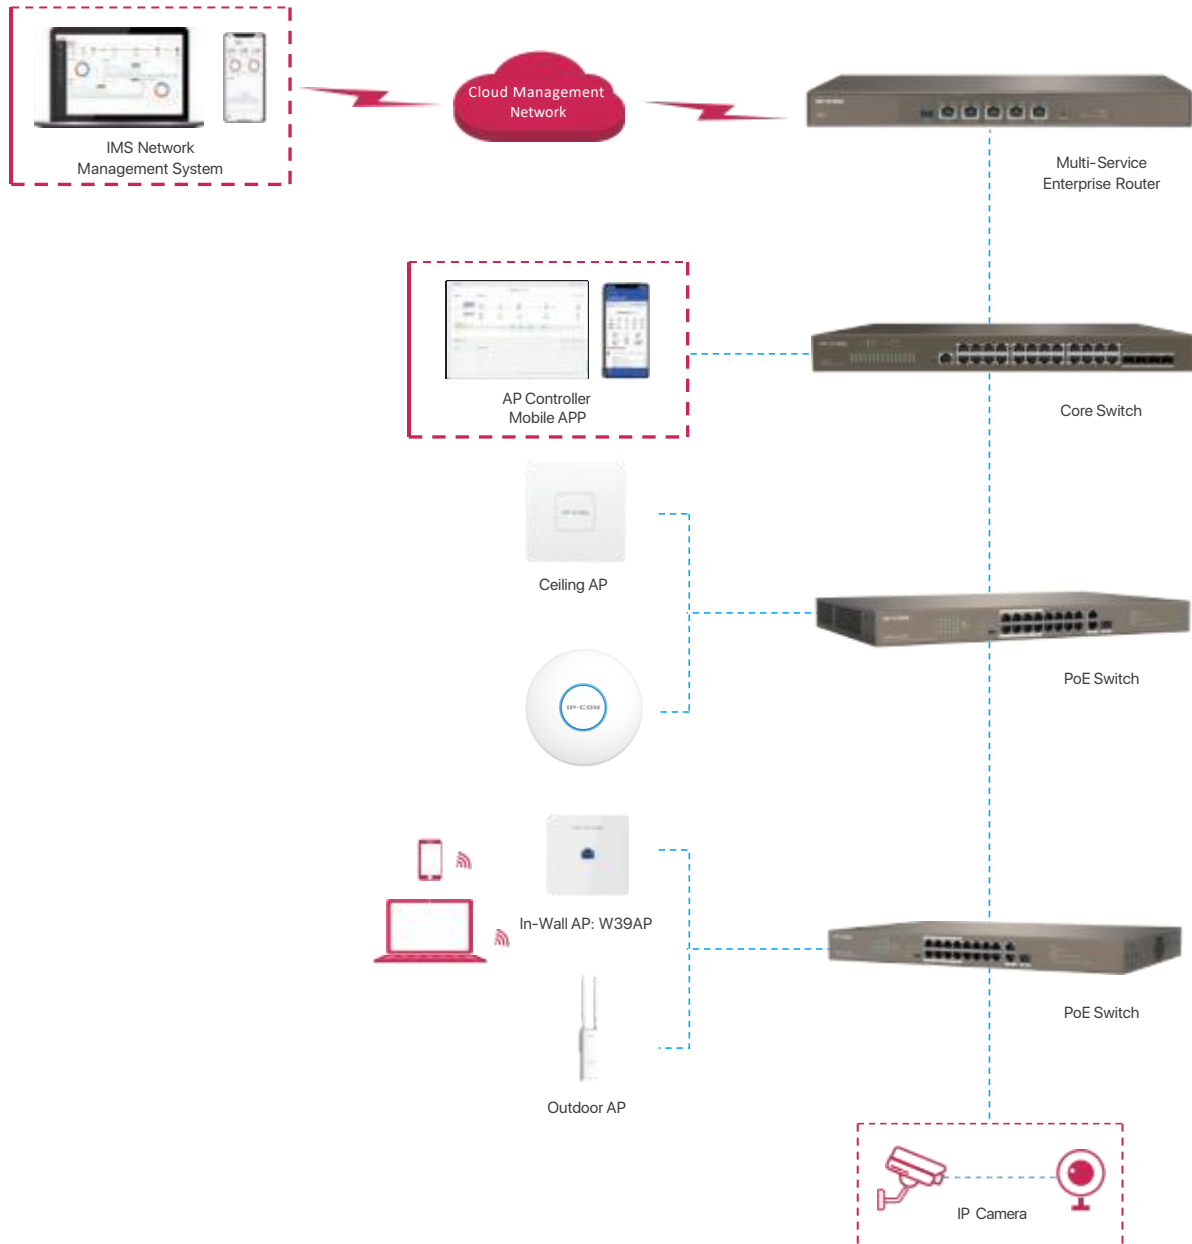 Cloud Management
Network
IMS Network
Management System
Multi-Service
Enterprise Router
AP Controller
Mobile APP
Core Switch
Ceiling AP
PoE Switch
IP-COM
In-Wall AP: W39AP
PoE Switch
Outdoor AP
IP Camera